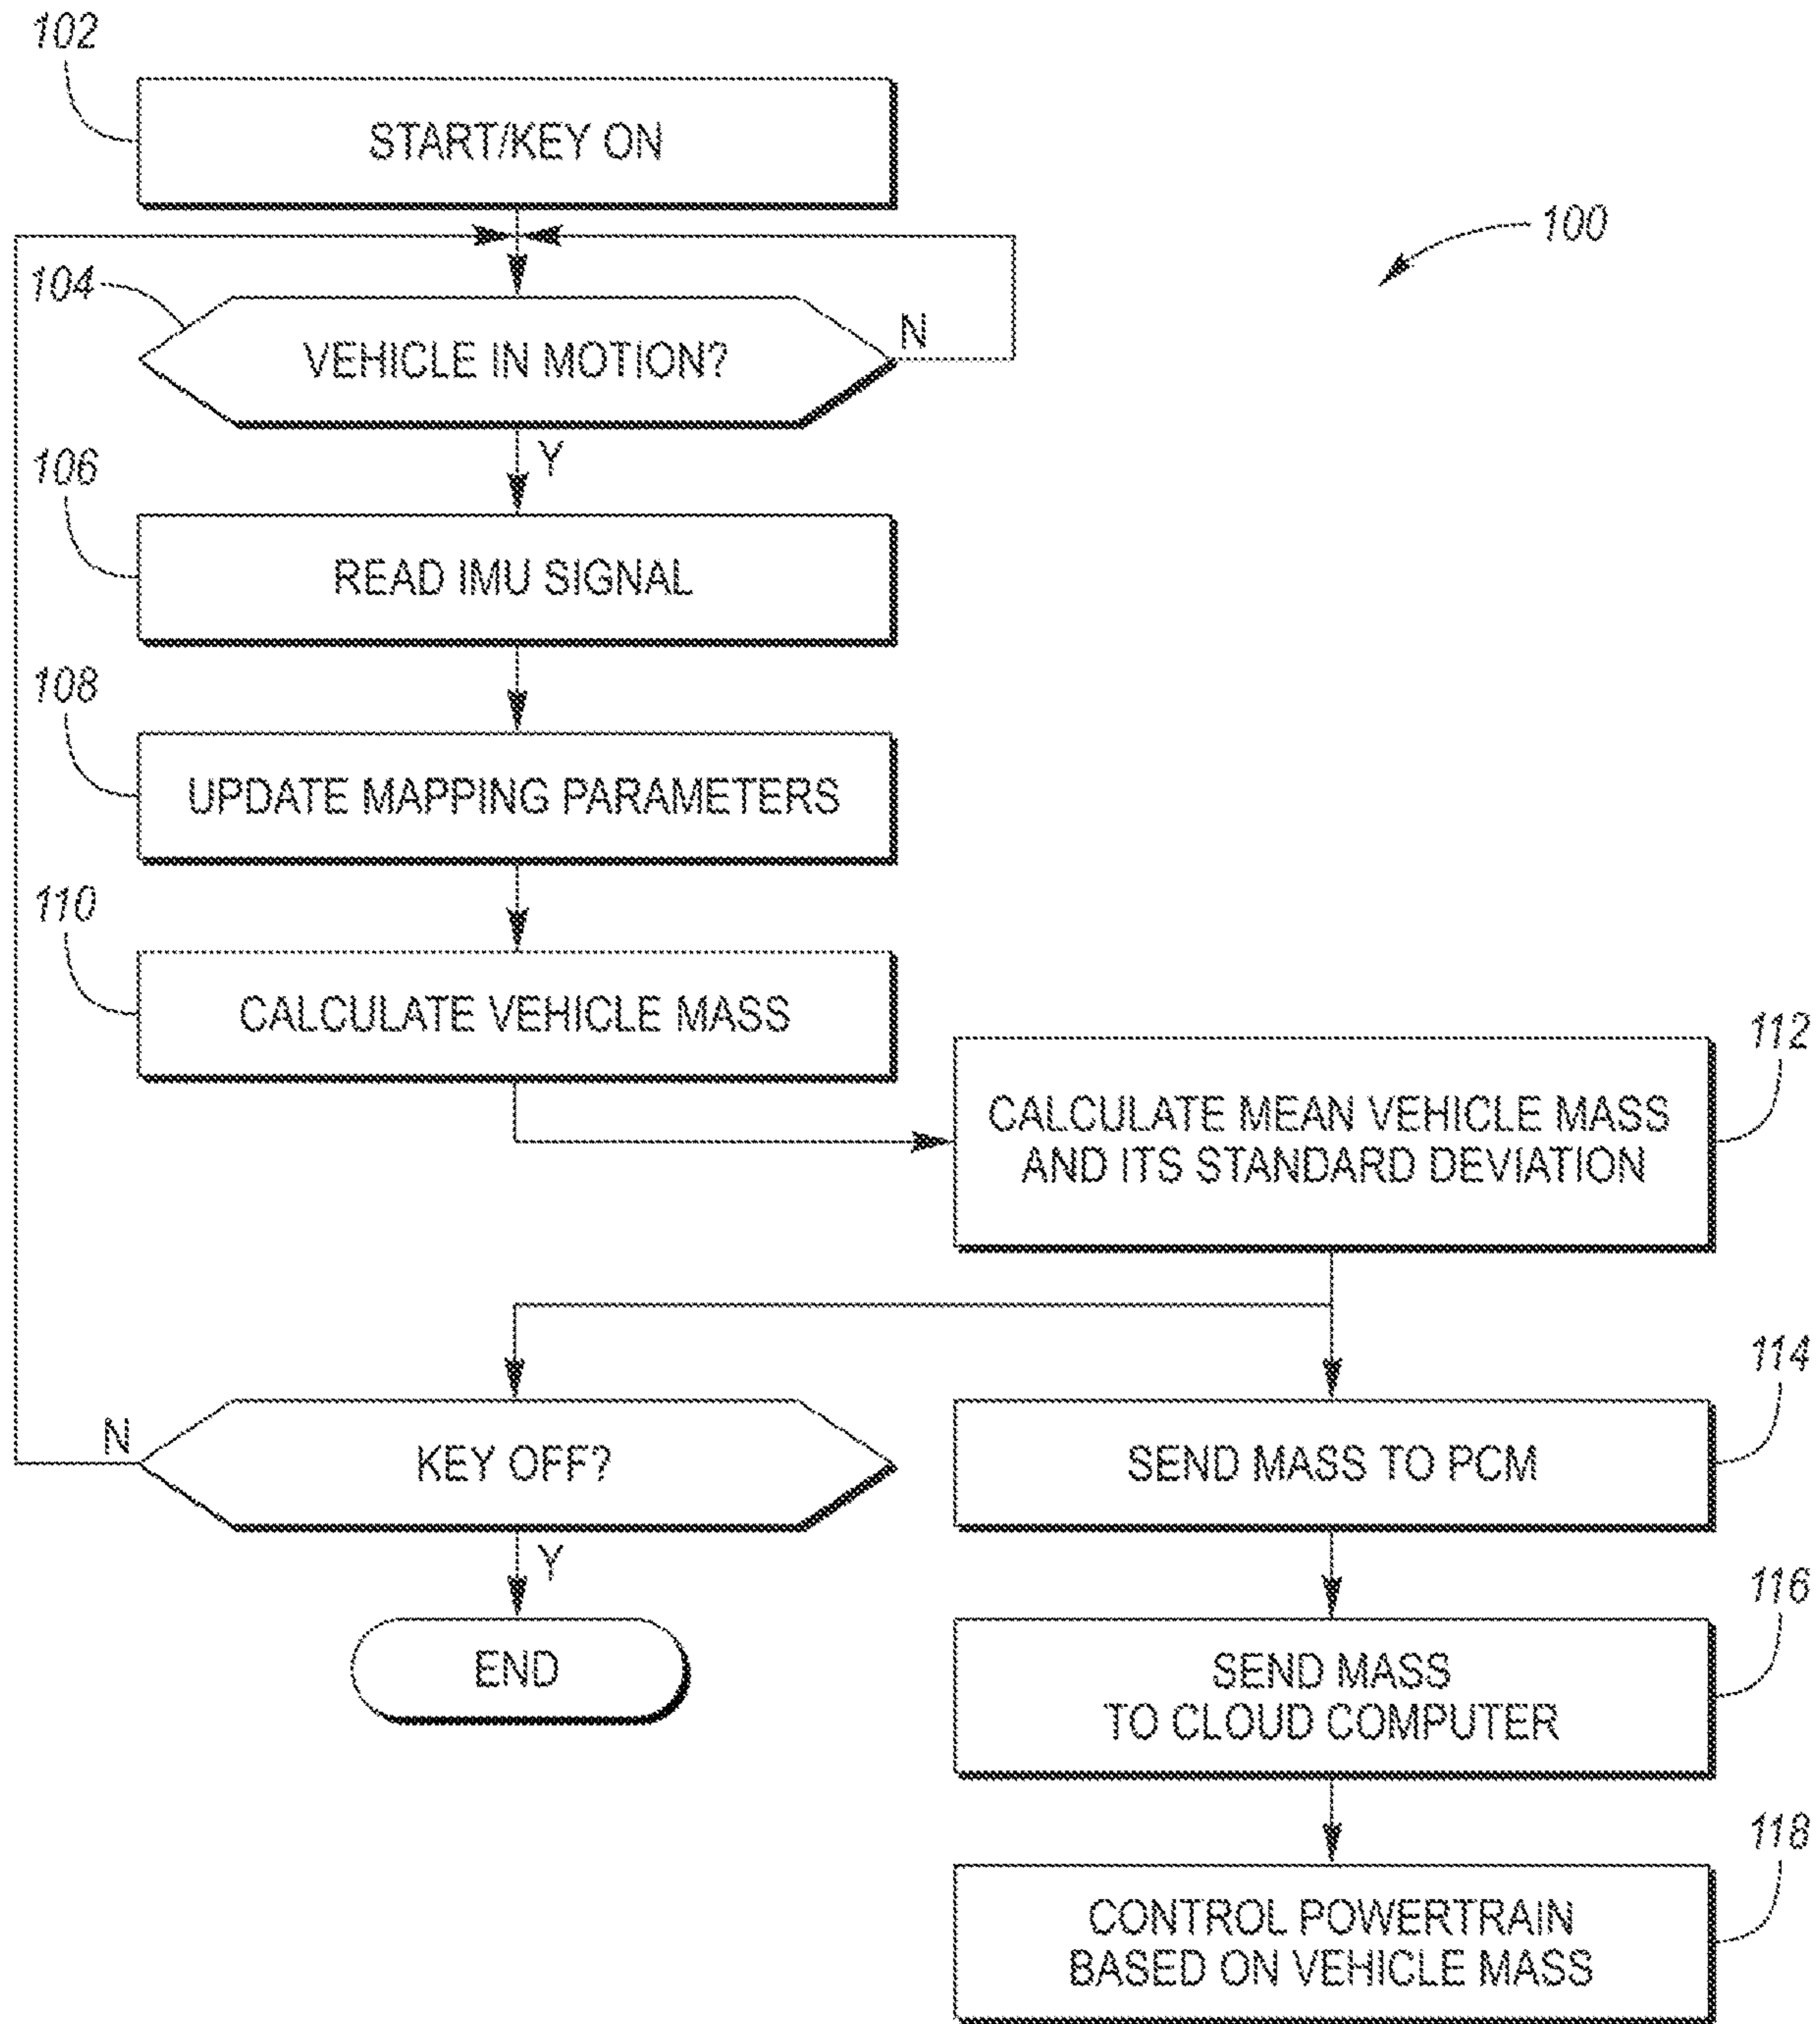 102
START/KEY ON
100
104
VEHICLE IN MOTION?
N
Y
106
READ IMU SIGNAL
108
UPDATE MAPPING PARAMETERS
110
CALCULATE VEHICLE MASS
112
CALCULATE MEAN VEHICLE MASS
AND ITS STANDARD DEVIATION
114
N
KEY OFF?
SEND MASS TO PCM
Y
116
END
SEND MASS
TO CLOUD COMPUTER
118
CONTROL POWERTRAIN
BASED ON VEHICLE MASS